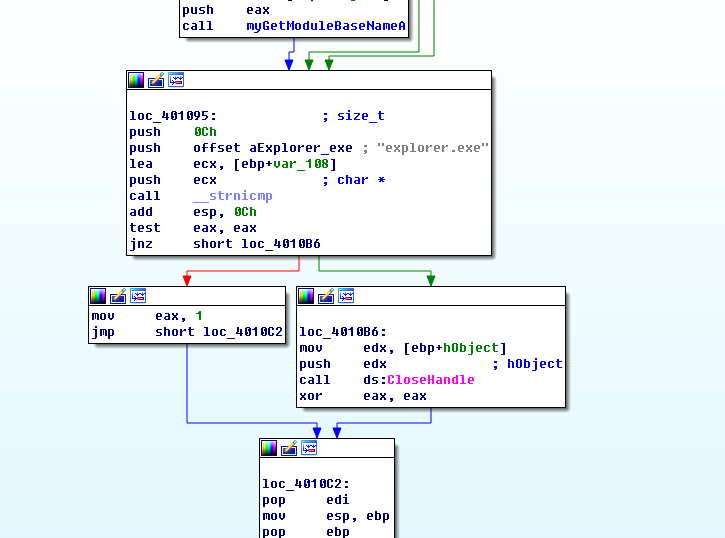 push eax
call myGetModuleBaseNameA
loc_401095: ; size_t
push 0Ch
push offset aExplorer_exe ; "explorer.exe"
lea ecx, [ebp+var_108]
push ecx ; char *
call __strnicmp
add esp, 0Ch
test eax, eax
jnz short loc_4010B6
mov eax, 1
jmp short loc_4010C2
loc_4010B6:
mov edx, [ebp+hObject]
push edx ; hObject
call ds:CloseHandle
xor eax, eax
loc_4010C2:
pop edi
mov esp, ebp
pop ebp